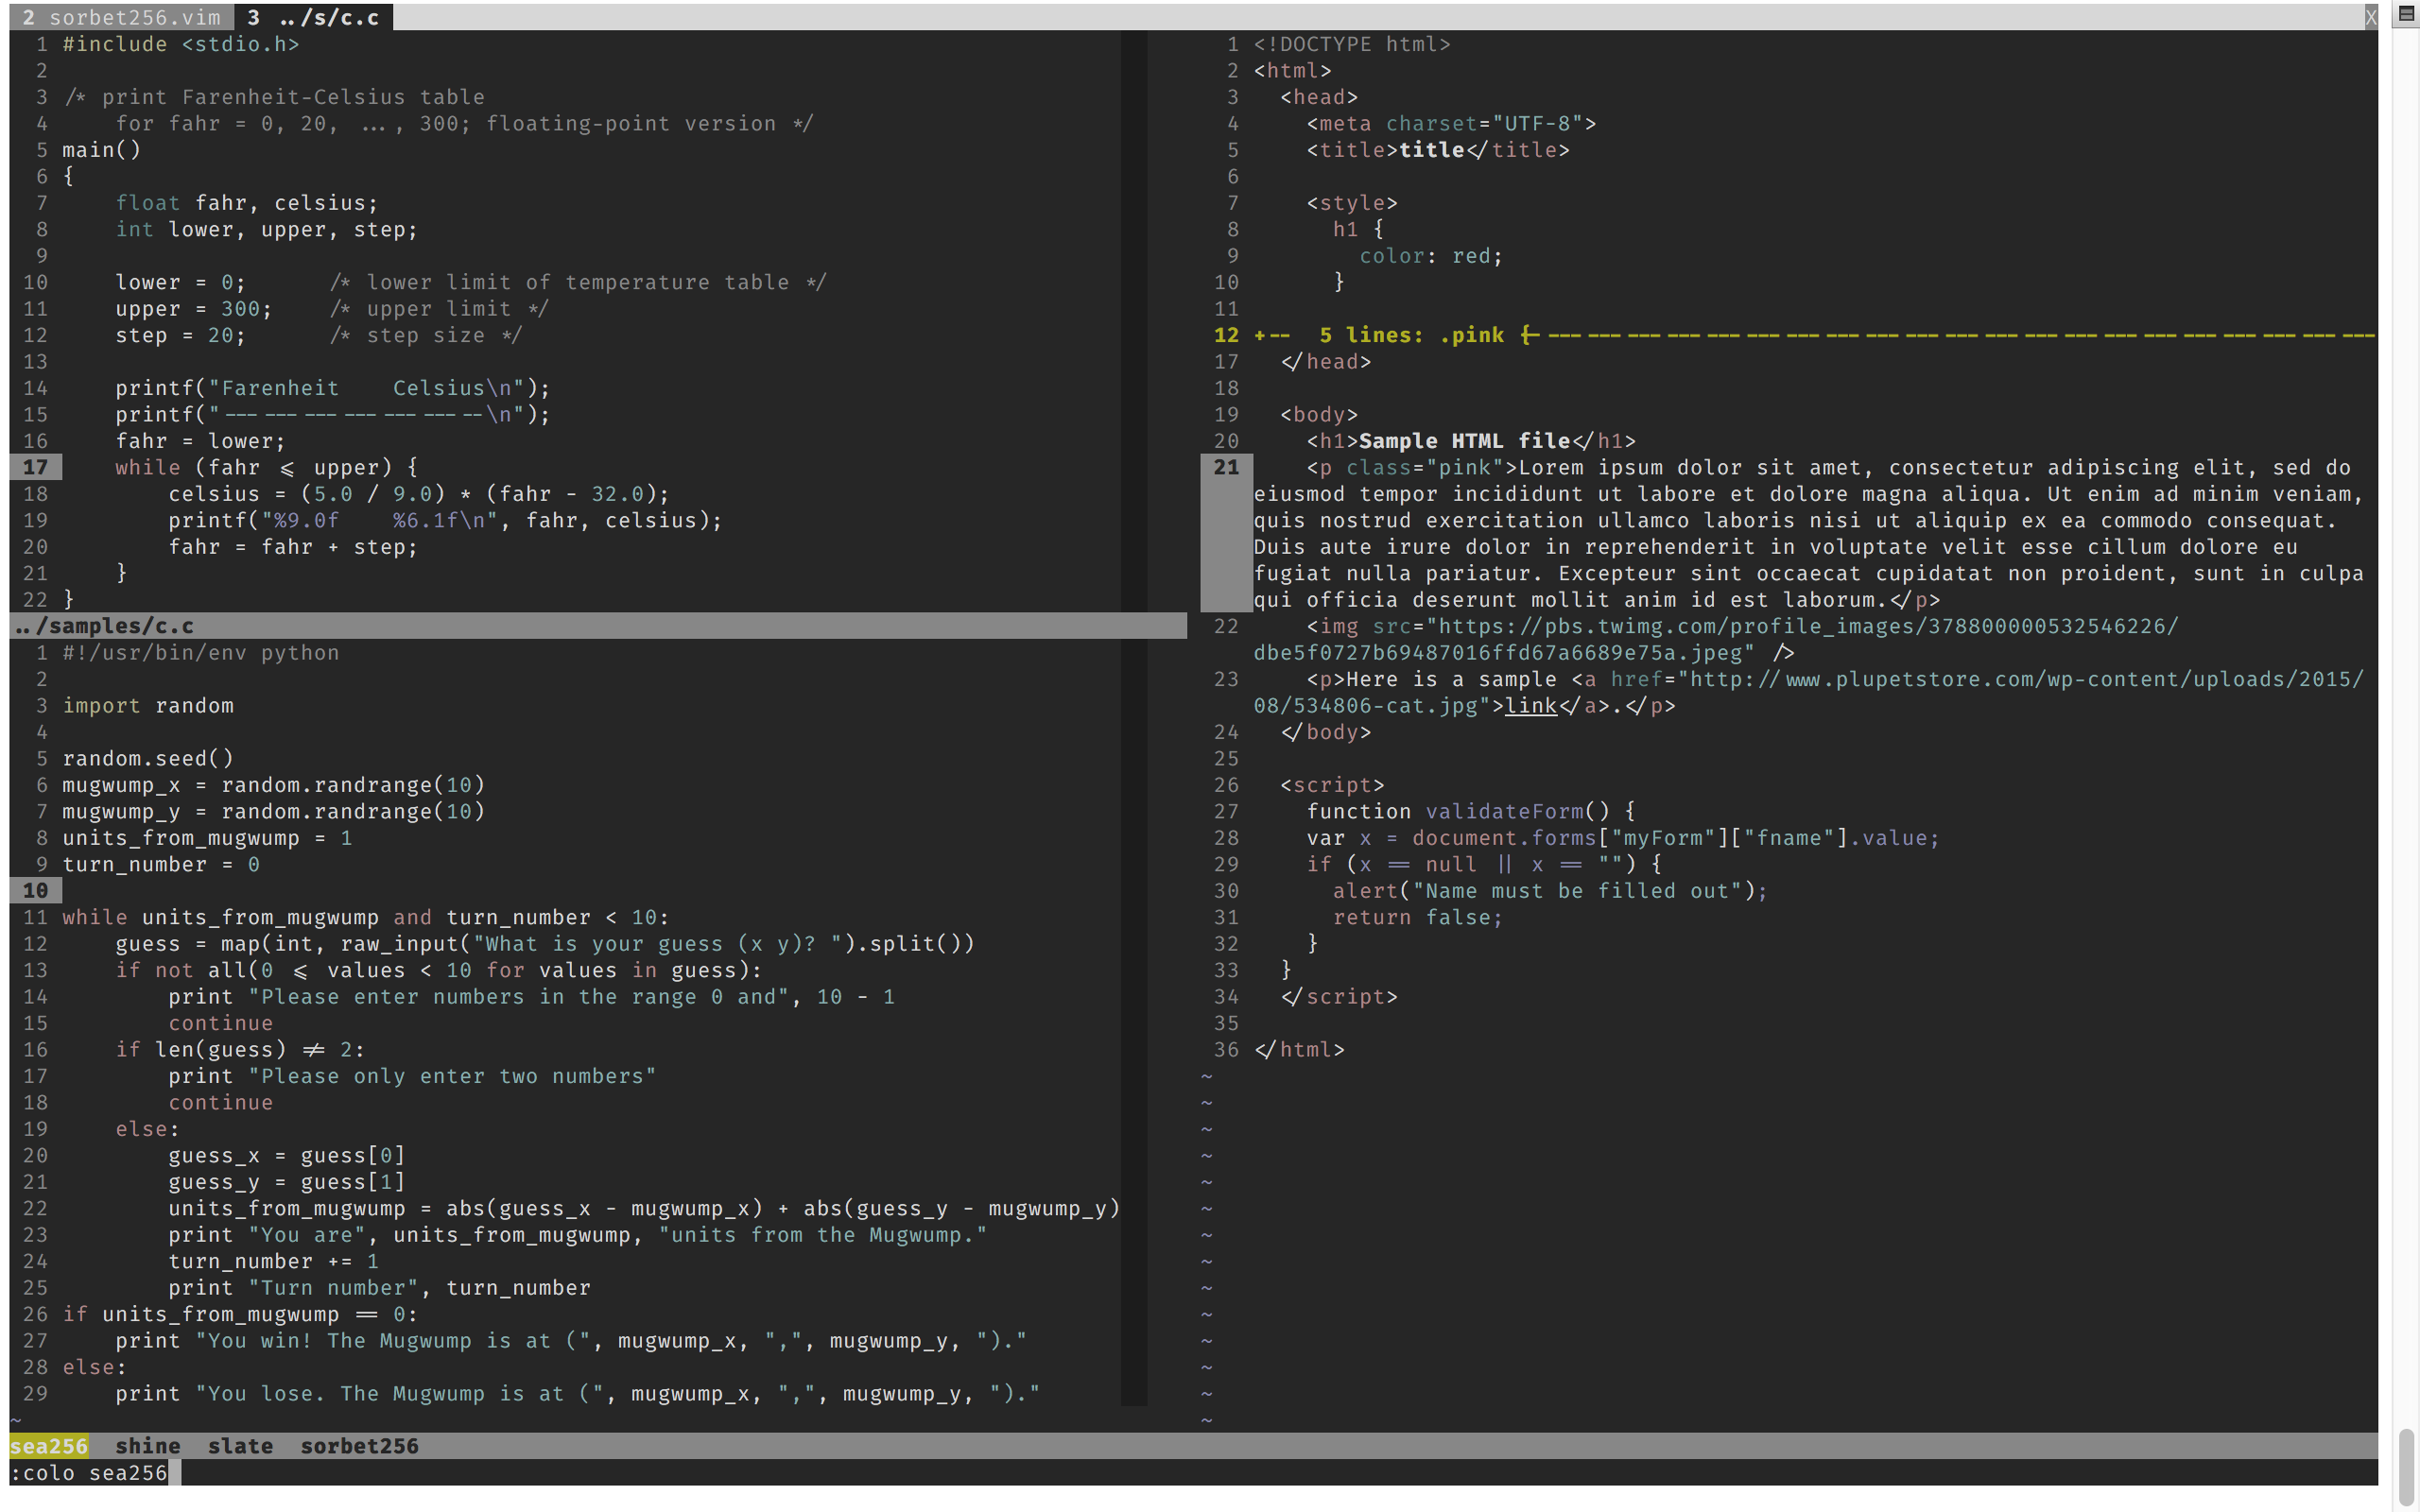 2 sorbet256.vim 3 ../s/c.c X
1 #include <stdio.h>
2
3 /* print Farenheit-Celsius table
4     for fahr = 0, 20, ..., 300; floating-point version */
5 main()
6 {
7     float fahr, celsius;
8     int lower, upper, step;
9
10     lower = 0;      /* lower limit of temperature table */
11     upper = 300;    /* upper limit */
12     step = 20;      /* step size */
13
14     printf("Farenheit    Celsius\n");
15     printf("--------------------\n");
16     fahr = lower;
17     while (fahr <= upper) {
18         celsius = (5.0 / 9.0) * (fahr - 32.0);
19         printf("%9.0f    %6.1f\n", fahr, celsius);
20         fahr = fahr + step;
21     }
22 }
../samples/c.c
1 #!/usr/bin/env python
2
3 import random
4
5 random.seed()
6 mugwump_x = random.randrange(10)
7 mugwump_y = random.randrange(10)
8 units_from_mugwump = 1
9 turn_number = 0
10
11 while units_from_mugwump and turn_number < 10:
12     guess = map(int, raw_input("What is your guess (x y)? ").split())
13     if not all(0 <= values < 10 for values in guess):
14         print "Please enter numbers in the range 0 and", 10 - 1
15         continue
16     if len(guess) != 2:
17         print "Please only enter two numbers"
18         continue
19     else:
20         guess_x = guess[0]
21         guess_y = guess[1]
22         units_from_mugwump = abs(guess_x - mugwump_x) + abs(guess_y - mugwump_y)
23         print "You are", units_from_mugwump, "units from the Mugwump."
24         turn_number += 1
25         print "Turn number", turn_number
26 if units_from_mugwump == 0:
27     print "You win! The Mugwump is at (", mugwump_x, ",", mugwump_y, ")."
28 else:
29     print "You lose. The Mugwump is at (", mugwump_x, ",", mugwump_y, ")."
~
1 <!DOCTYPE html>
2 <html>
3   <head>
4     <meta charset="UTF-8">
5     <title>title</title>
6
7     <style>
8       h1 {
9         color: red;
10       }
11
12 +--  5 lines: .pink {----------------------------------------------------------------
17   </head>
18
19   <body>
20     <h1>Sample HTML file</h1>
21     <p class="pink">Lorem ipsum dolor sit amet, consectetur adipiscing elit, sed do
eiusmod tempor incididunt ut labore et dolore magna aliqua. Ut enim ad minim veniam,
quis nostrud exercitation ullamco laboris nisi ut aliquip ex ea commodo consequat.
Duis aute irure dolor in reprehenderit in voluptate velit esse cillum dolore eu
fugiat nulla pariatur. Excepteur sint occaecat cupidatat non proident, sunt in culpa
qui officia deserunt mollit anim id est laborum.</p>
22     <img src="https://pbs.twimg.com/profile_images/378800000532546226/
dbe5f0727b69487016ffd67a6689e75a.jpeg" />
23     <p>Here is a sample <a href="http://www.plupetstore.com/wp-content/uploads/2015/
08/534806-cat.jpg">link</a>.</p>
24   </body>
25
26   <script>
27     function validateForm() {
28     var x = document.forms["myForm"]["fname"].value;
29     if (x == null || x == "") {
30       alert("Name must be filled out");
31       return false;
32     }
33   }
34   </script>
35
36 </html>
~
~
~
~
~
~
~
~
~
~
~
~
~
~
sea256  shine  slate  sorbet256
:colo sea256